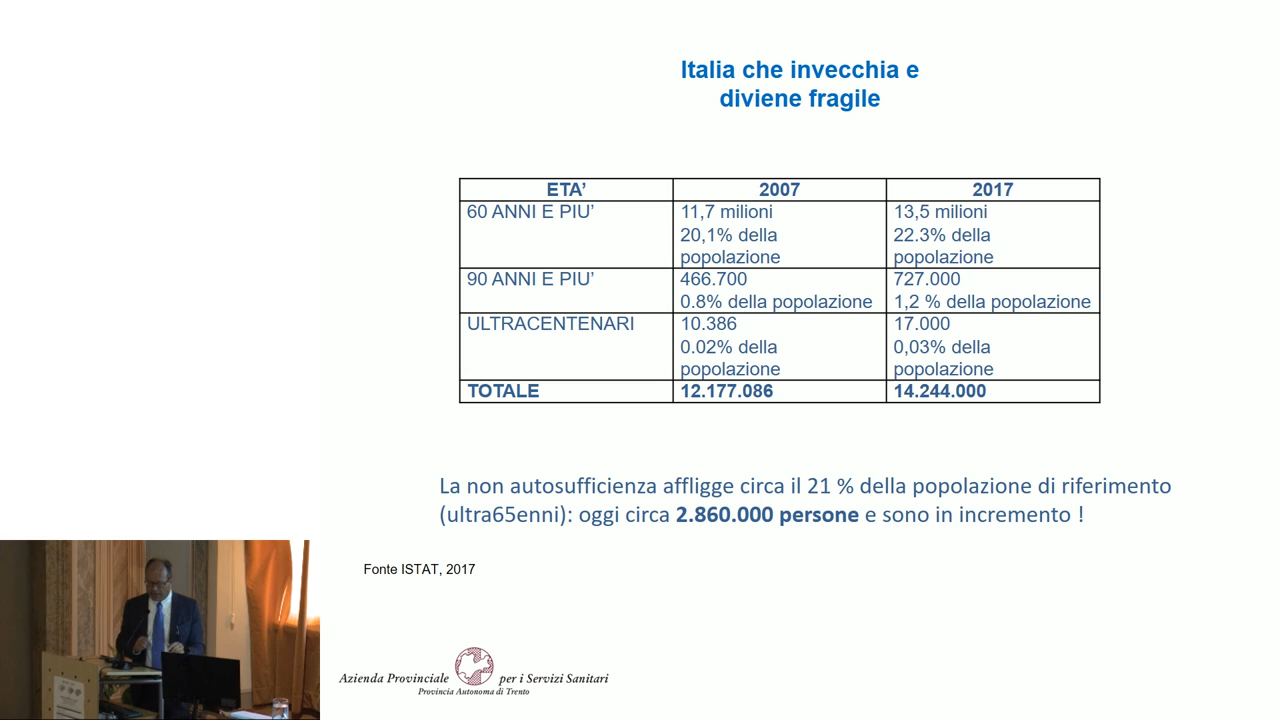 Italia che invecchia e
diviene fragile
ETA’ 2007 2017
60 ANNI E PIU’ 11,7 milioni 13,5 milioni
20,1% della 22.3% della
popolazione popolazione
90 ANNI E PIU’ 466.700 727.000
0.8% della popolazione 1,2 % della popolazione
ULTRACENTENARI 10.386 17.000
0.02% della 0,03% della
popolazione popolazione
TOTALE 12.177.086 14.244.000
La non autosufficienza affligge circa il 21 % della popolazione di riferimento
(ultra65enni): oggi circa 2.860.000 persone e sono in incremento !
Fonte ISTAT, 2017
Azienda Provinciale per i Servizi Sanitari
Provincia Autonoma di Trento